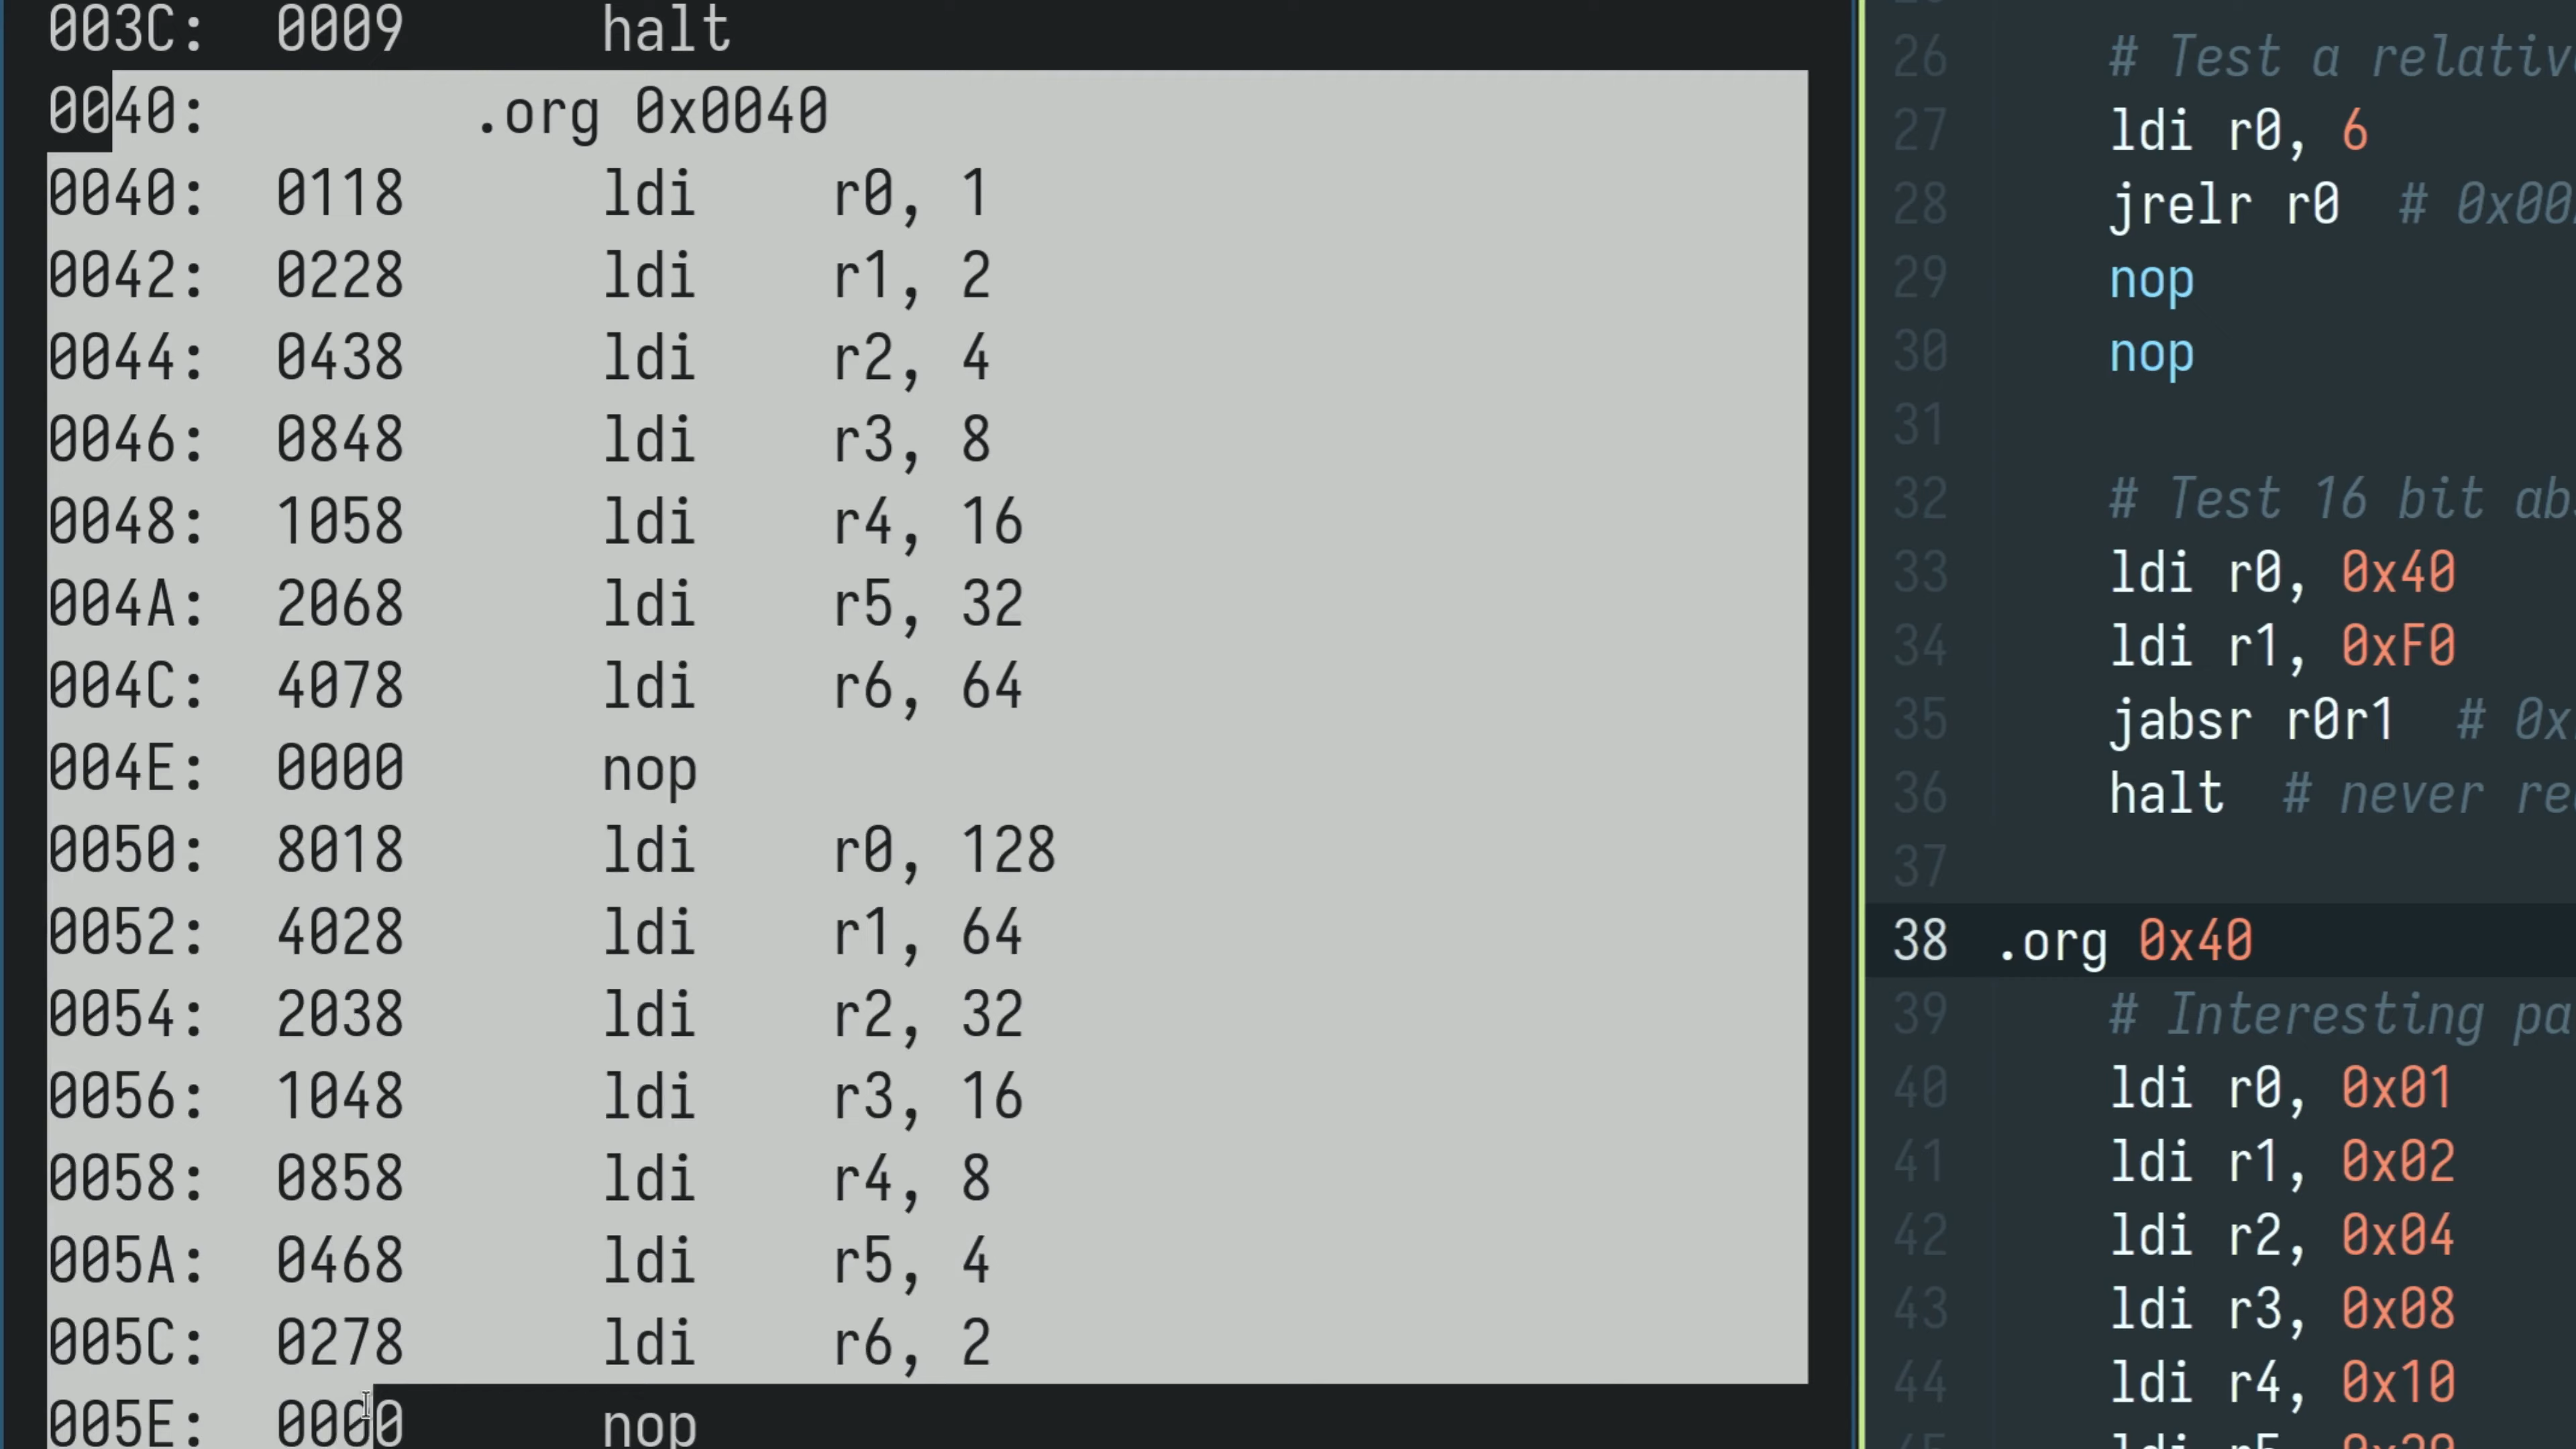 003C: 0009 halt
0040: .org 0x0040
0040: 0118 ldi r0, 1
0042: 0228 ldi r1, 2
0044: 0438 ldi r2, 4
0046: 0848 ldi r3, 8
0048: 1058 ldi r4, 16
004A: 2068 ldi r5, 32
004C: 4078 ldi r6, 64
004E: 0000 nop
0050: 8018 ldi r0, 128
0052: 4028 ldi r1, 64
0054: 2038 ldi r2, 32
0056: 1048 ldi r3, 16
0058: 0858 ldi r4, 8
005A: 0468 ldi r5, 4
005C: 0278 ldi r6, 2
005E: 0000 nop
26 # Test a relativ
27 ldi r0, 6
28 jrelr r0 # 0x00
29 nop
30 nop
31
32 # Test 16 bit ab
33 ldi r0, 0x40
34 ldi r1, 0xF0
35 jabsr r0r1 # 0x
36 halt # never re
37
38 .org 0x40
39 # Interesting pa
40 ldi r0, 0x01
41 ldi r1, 0x02
42 ldi r2, 0x04
43 ldi r3, 0x08
44 ldi r4, 0x10